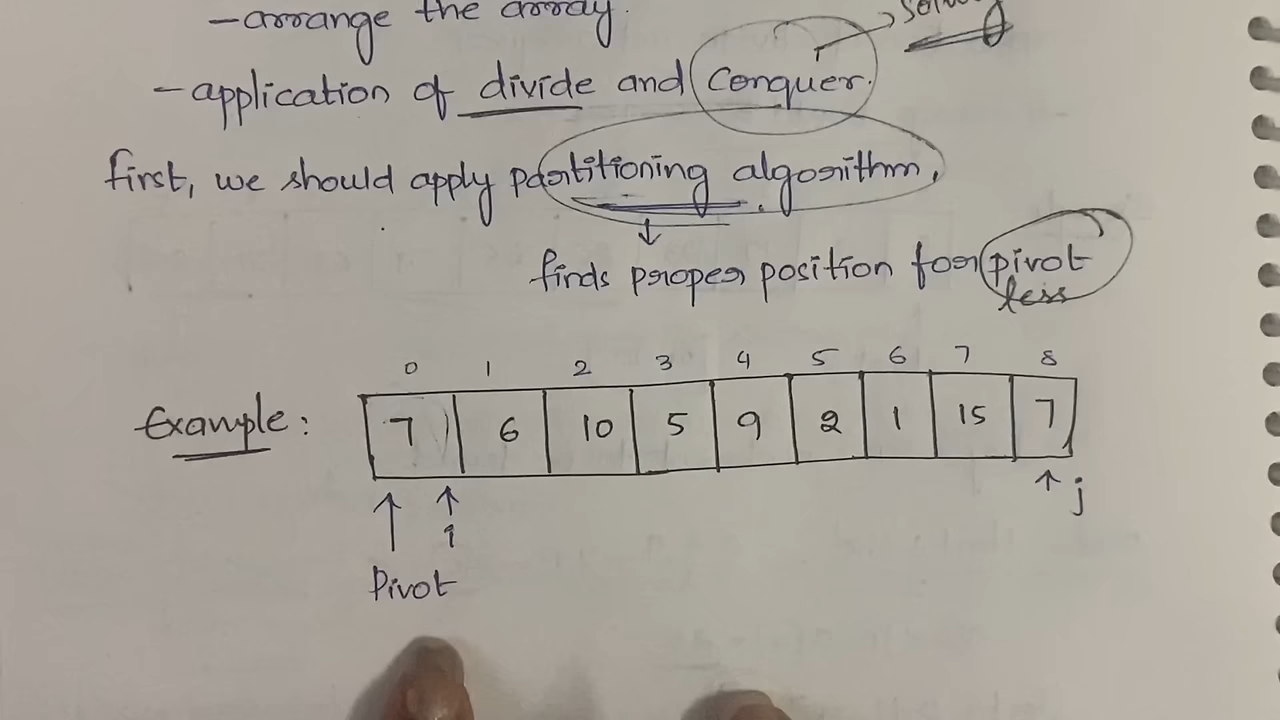 -arrange the array.
solving
-application of divide and conquer.
first, we should apply partitioning algorithm.
↓
finds proper position for pivot
less
0 1 2 3 4 5 6 7 8
Example: 7 6 10 5 9 2 1 15 7
↑ ↑ ↑ j
i
Pivot